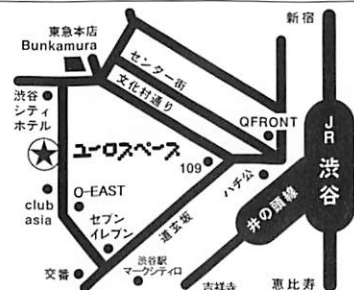 新宿
東急本店
Bunkamura
センター街
文化村通り
渋谷
シティ
ホテル
QFRONT
JR 渋谷
ユーロスペース
109
ハチ公
井の頭線
club
asia
O-EAST
セブン
イレブン
道玄坂
交番
渋谷駅
マークシティ口
吉祥寺
恵比寿